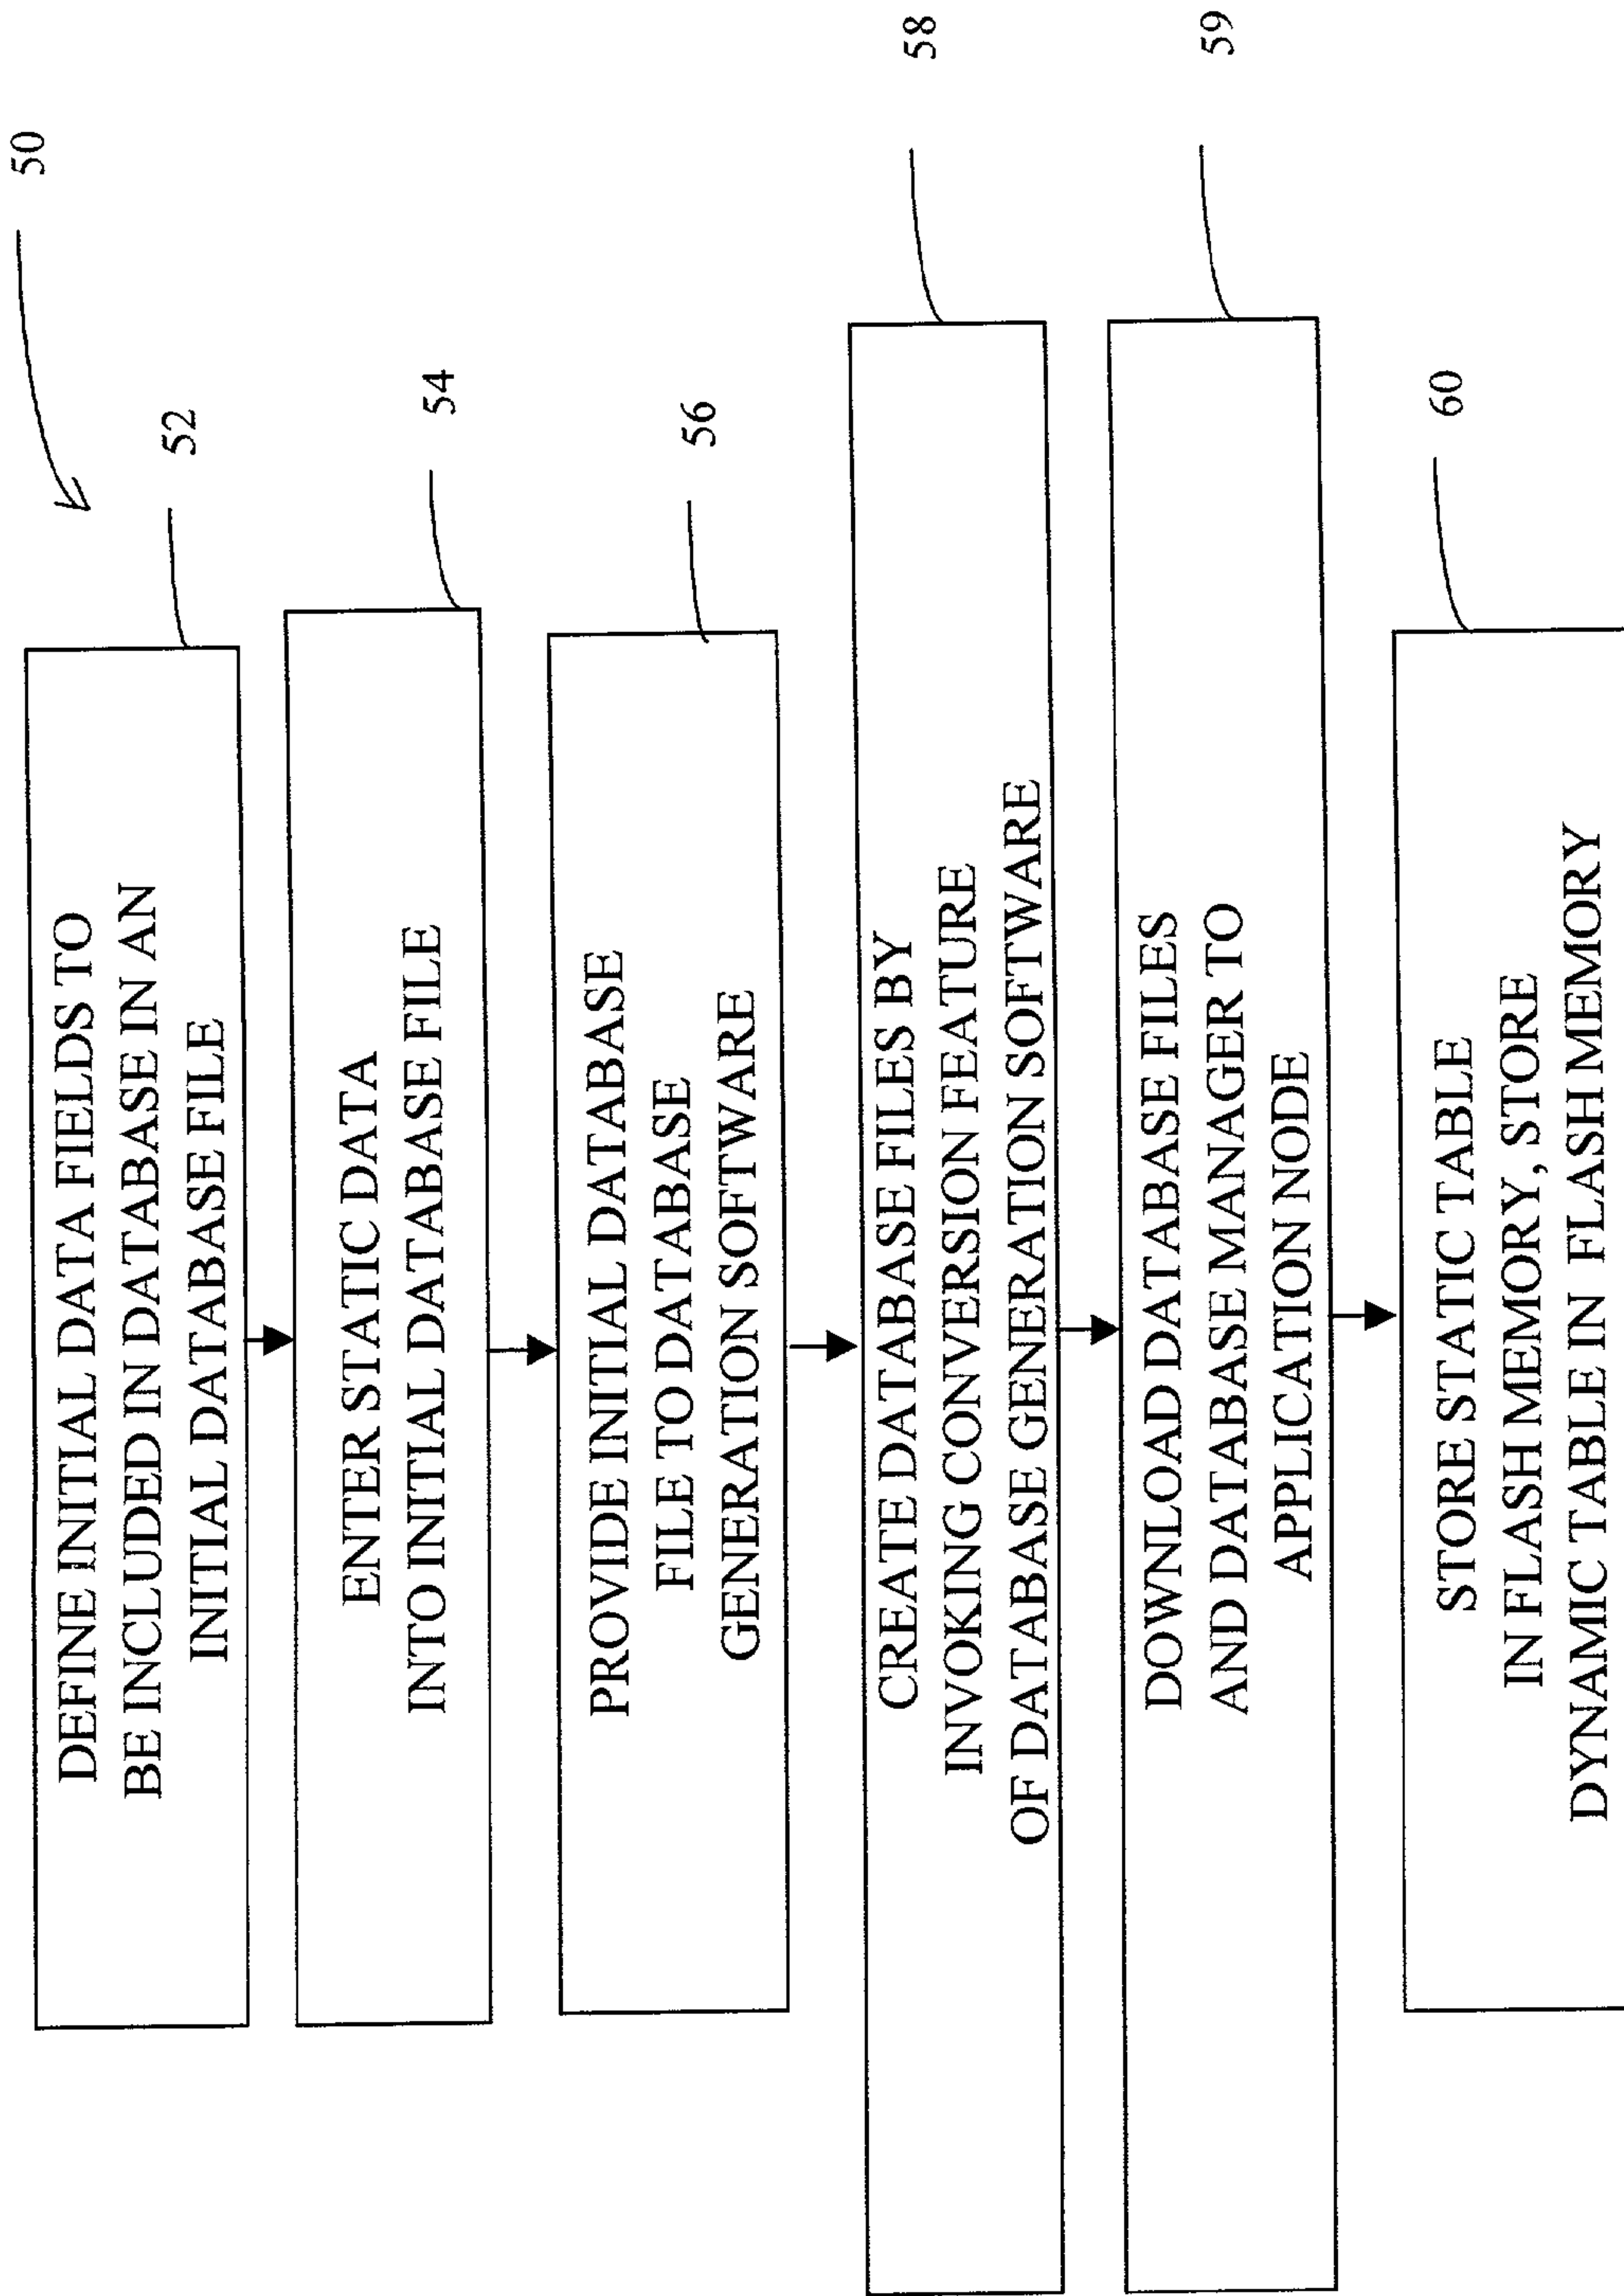 50
DEFINE INITIAL DATA FIELDS TO
BE INCLUDED IN DATABASE IN AN
INITIAL DATABASE FILE
52
ENTER STATIC DATA
INTO INITIAL DATABASE FILE
54
PROVIDE INITIAL DATABASE
FILE TO DATABASE
GENERATION SOFTWARE
56
CREATE DATABASE FILES BY
INVOKING CONVERSION FEATURE
OF DATABASE GENERATION SOFTWARE
58
DOWNLOAD DATABASE FILES
AND DATABASE MANAGER TO
APPLICATION NODE
59
STORE STATIC TABLE
IN FLASH MEMORY, STORE
DYNAMIC TABLE IN FLASH MEMORY
60